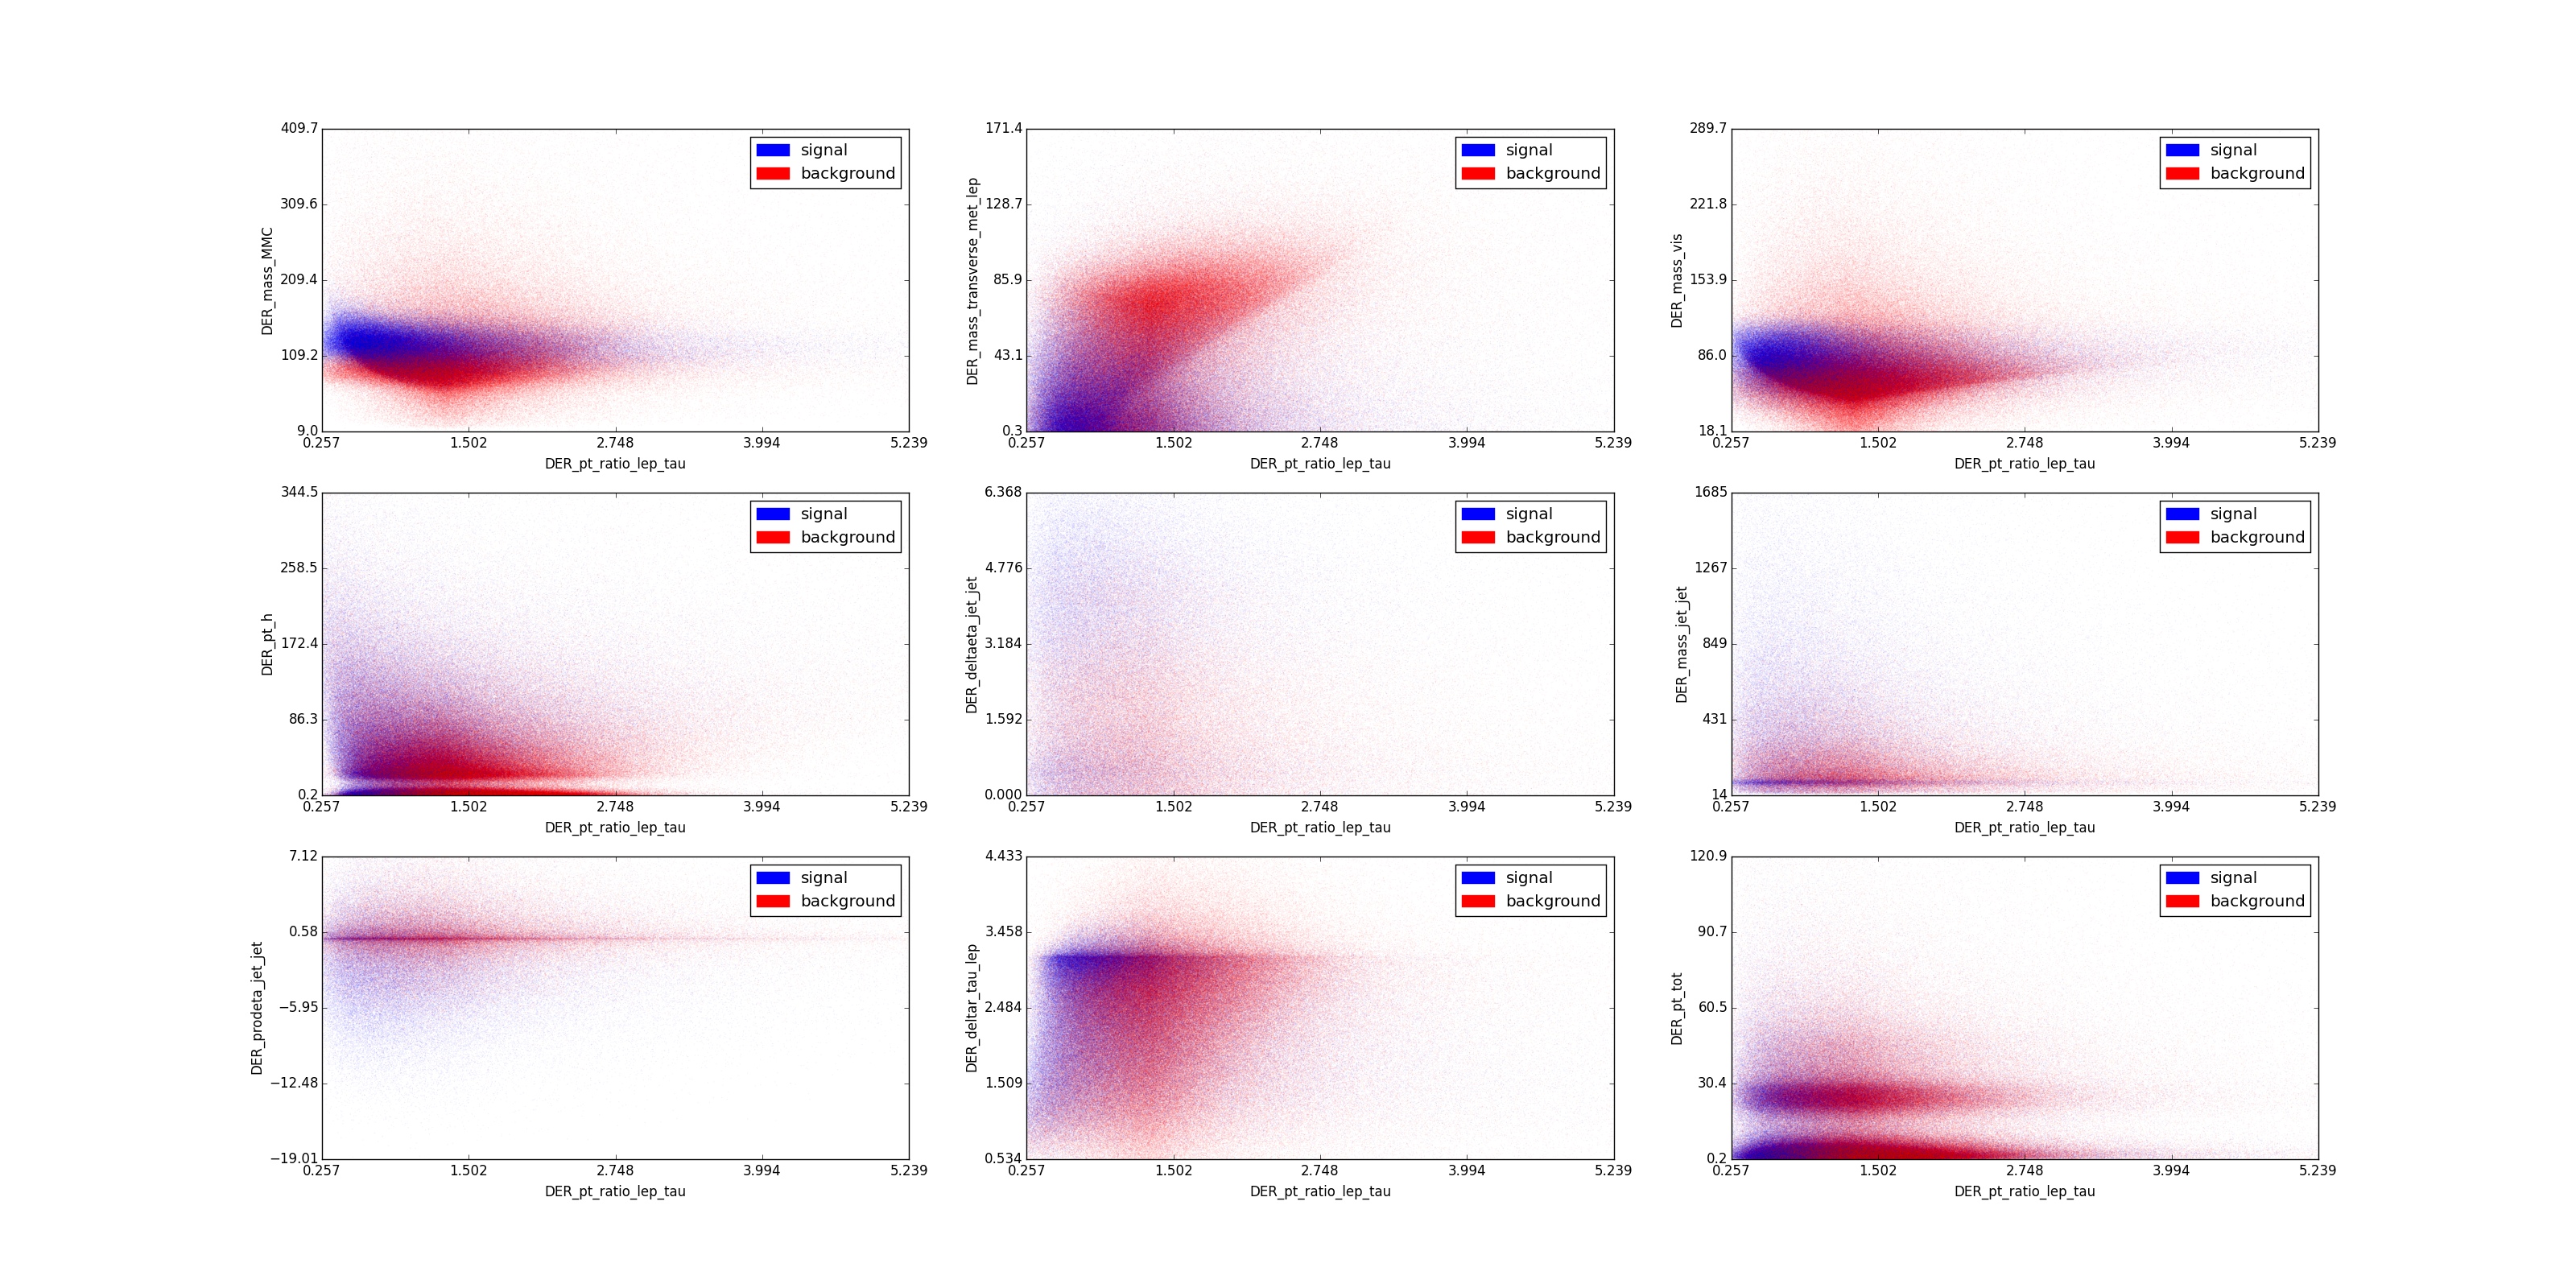 409.7
309.6
209.4
109.2
9.0
DER_mass_MMC
signal
background
0.257 1.502 2.748 3.994 5.239
DER_pt_ratio_lep_tau
171.4
128.7
85.9
43.1
0.3
DER_mass_transverse_met_lep
signal
background
0.257 1.502 2.748 3.994 5.239
DER_pt_ratio_lep_tau
289.7
221.8
153.9
86.0
18.1
DER_mass_vis
signal
background
0.257 1.502 2.748 3.994 5.239
DER_pt_ratio_lep_tau
344.5
258.5
172.4
86.3
0.2
DER_pt_h
signal
background
0.257 1.502 2.748 3.994 5.239
DER_pt_ratio_lep_tau
6.368
4.776
3.184
1.592
0.000
DER_deltaeta_jet_jet
signal
background
0.257 1.502 2.748 3.994 5.239
DER_pt_ratio_lep_tau
1685
1267
849
431
14
DER_mass_jet_jet
signal
background
0.257 1.502 2.748 3.994 5.239
DER_pt_ratio_lep_tau
7.12
0.58
−5.95
−12.48
−19.01
DER_prodeta_jet_jet
signal
background
0.257 1.502 2.748 3.994 5.239
DER_pt_ratio_lep_tau
4.433
3.458
2.484
1.509
0.534
DER_deltar_tau_lep
signal
background
0.257 1.502 2.748 3.994 5.239
DER_pt_ratio_lep_tau
120.9
90.7
60.5
30.4
0.2
DER_pt_tot
signal
background
0.257 1.502 2.748 3.994 5.239
DER_pt_ratio_lep_tau